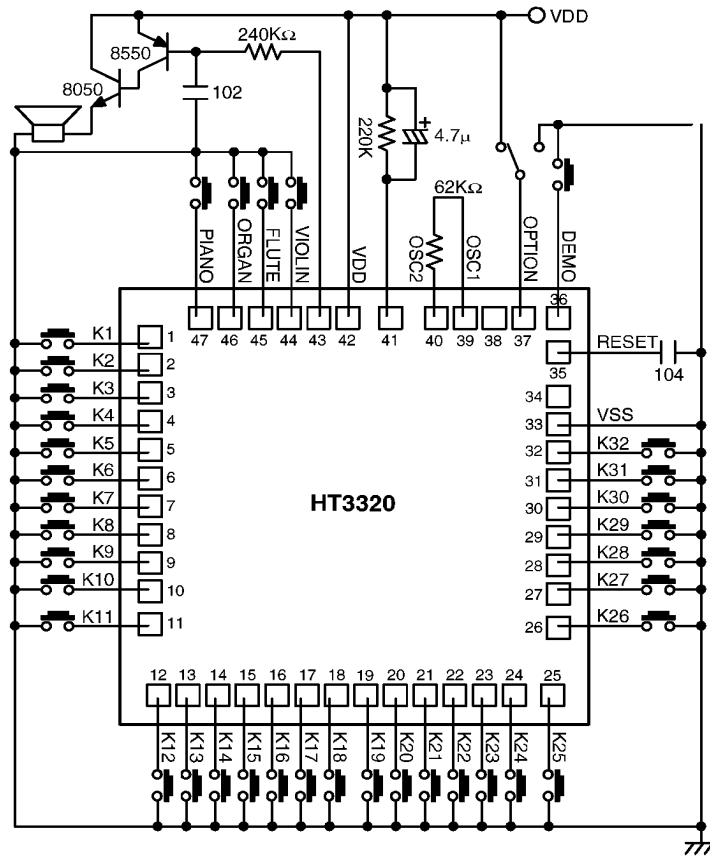 VDD
8550
240KΩ
8050
102
220K
+
4.7µ
62KΩ
PIANO
ORGAN
FLUTE
VIOLIN
VDD
OSC2
OSC1
OPTION
DEMO
47 46 45 44 43 42 41 40 39 38 37 36
K1 1
K2 2
K3 3
K4 4
K5 5
K6 6
K7 7
K8 8
K9 9
K10 10
K11 11
HT3320
35 RESET 104
34
33 VSS
32 K32
31 K31
30 K30
29 K29
28 K28
27 K27
26 K26
12 13 14 15 16 17 18 19 20 21 22 23 24 25
K12 K13 K14 K15 K16 K17 K18 K19 K20 K21 K22 K23 K24 K25